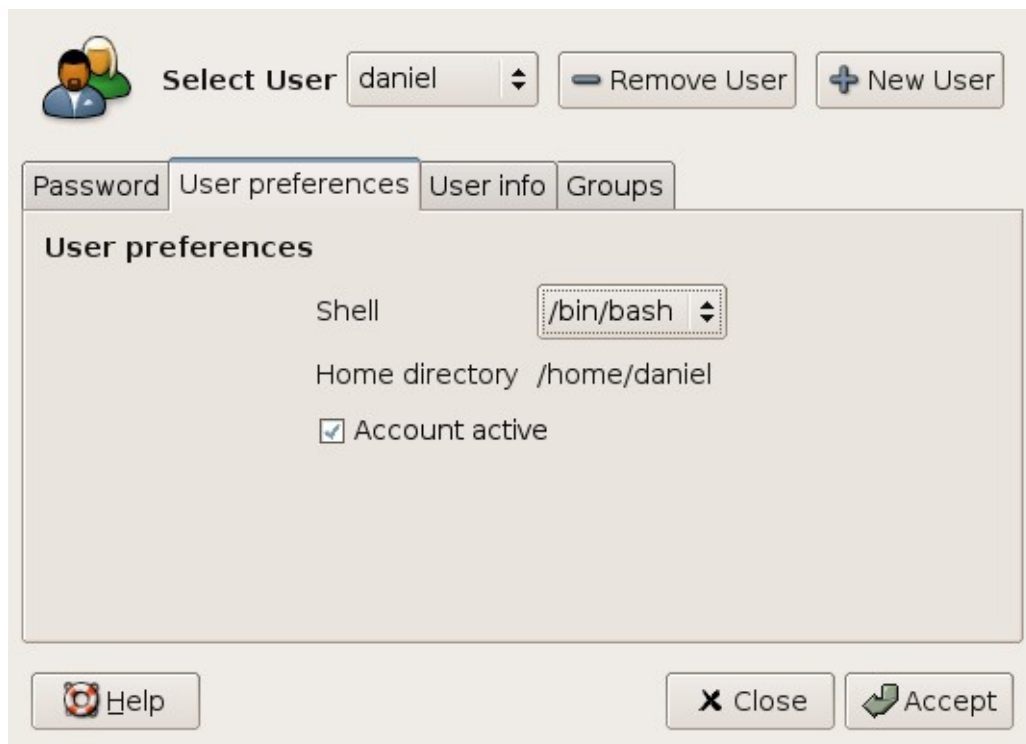 Select User daniel Remove User New User
Password User preferences User info Groups
User preferences
Shell /bin/bash
Home directory /home/daniel
Account active
Help Close Accept